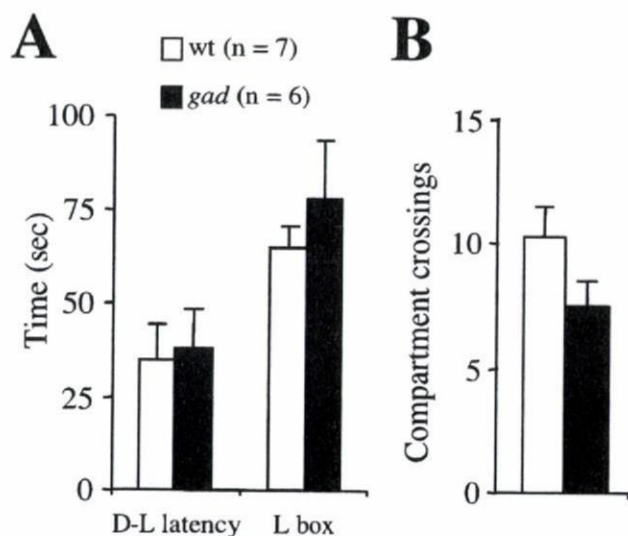 A
B
wt (n = 7)
gad (n = 6)
Time (sec)
100
75
50
25
0
D-L latency
L box
Compartment crossings
15
10
5
0